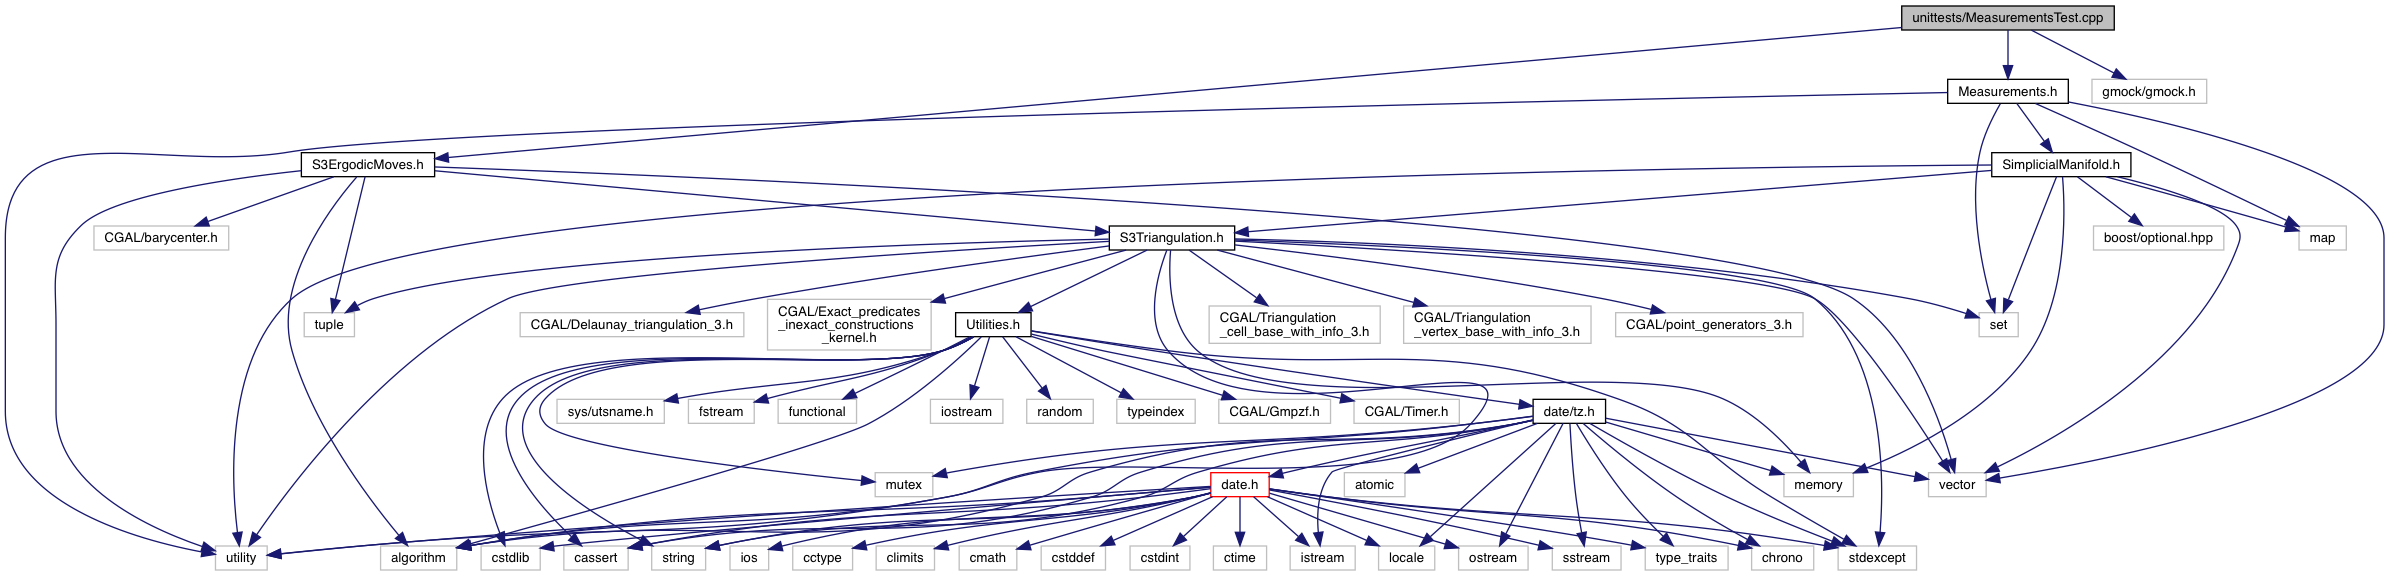 unittests/MeasurementsTest.cpp
Measurements.h
gmock/gmock.h
S3ErgodicMoves.h
SimplicialManifold.h
CGAL/barycenter.h
S3Triangulation.h
boost/optional.hpp
map
tuple
CGAL/Delaunay_triangulation_3.h
CGAL/Exact_predicates
_inexact_constructions
_kernel.h
Utilities.h
CGAL/Triangulation
_cell_base_with_info_3.h
CGAL/Triangulation
_vertex_base_with_info_3.h
CGAL/point_generators_3.h
set
sys/utsname.h
fstream
functional
iostream
random
typeindex
CGAL/Gmpzf.h
CGAL/Timer.h
date/tz.h
mutex
date.h
atomic
memory
vector
utility
algorithm
cstdlib
cassert
string
ios
cctype
climits
cmath
cstddef
cstdint
ctime
istream
locale
ostream
sstream
type_traits
chrono
stdexcept